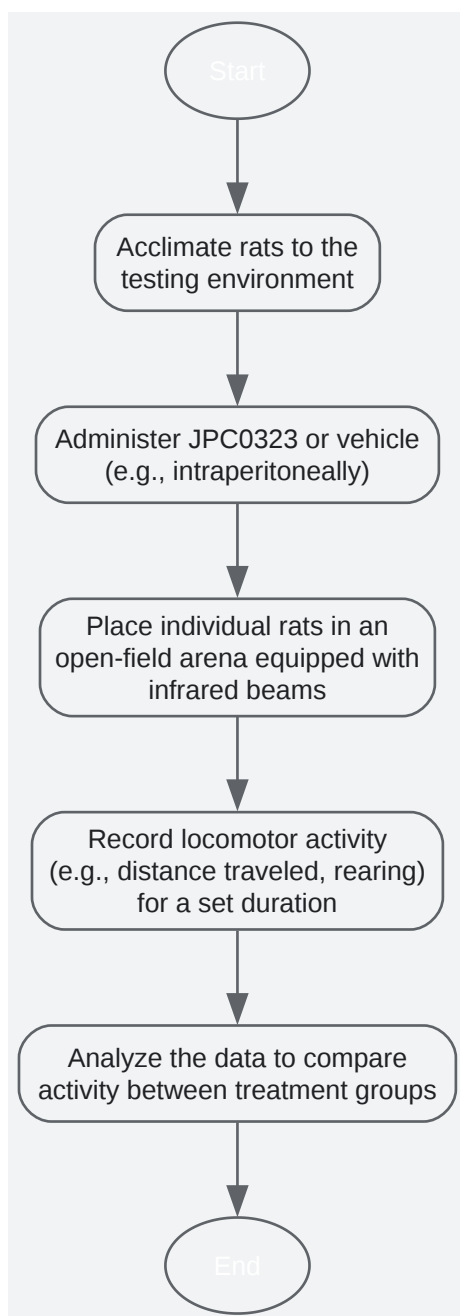 Start
Acclimate rats to the
testing environment
Administer JPC0323 or vehicle
(e.g., intraperitoneally)
Place individual rats in an
open-field arena equipped with
infrared beams
Record locomotor activity
(e.g., distance traveled, rearing)
for a set duration
Analyze the data to compare
activity between treatment groups
End